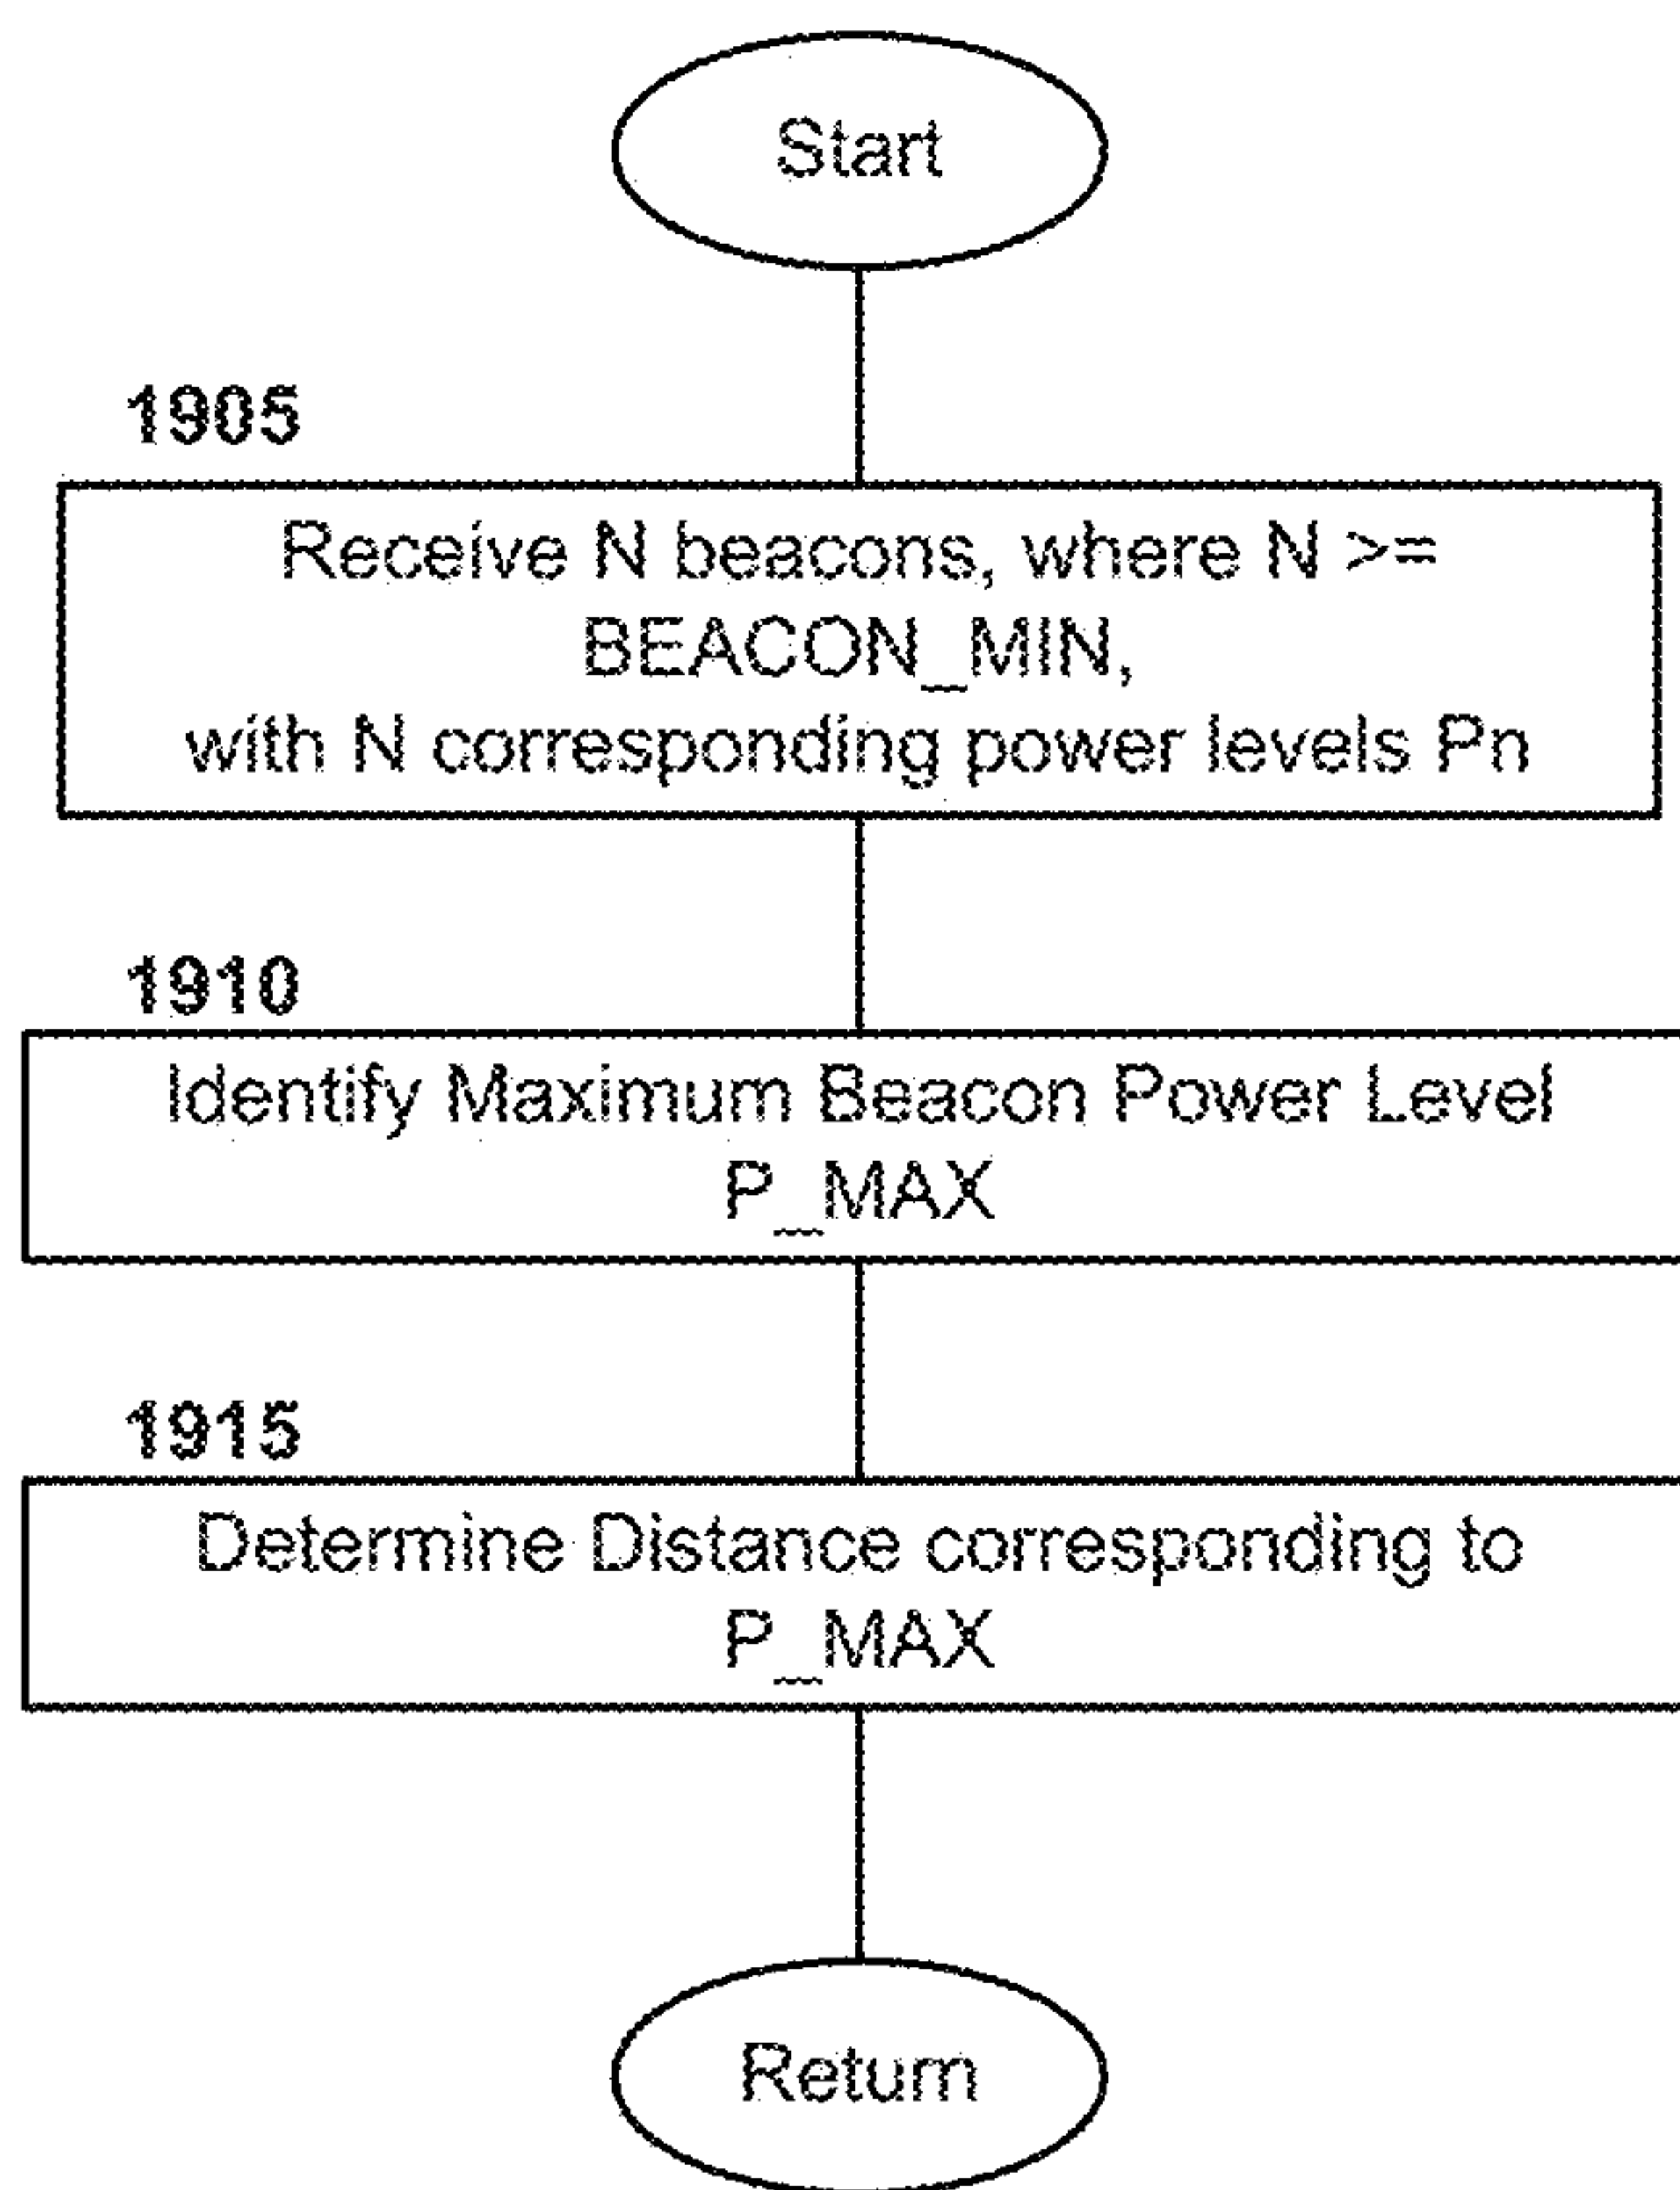 Start
1905
Receive N beacons, where N >=
BEACON_MIN,
with N corresponding power levels Pn
1910
Identify Maximum Beacon Power Level
P_MAX
1915
Determine Distance corresponding to
P_MAX
Return